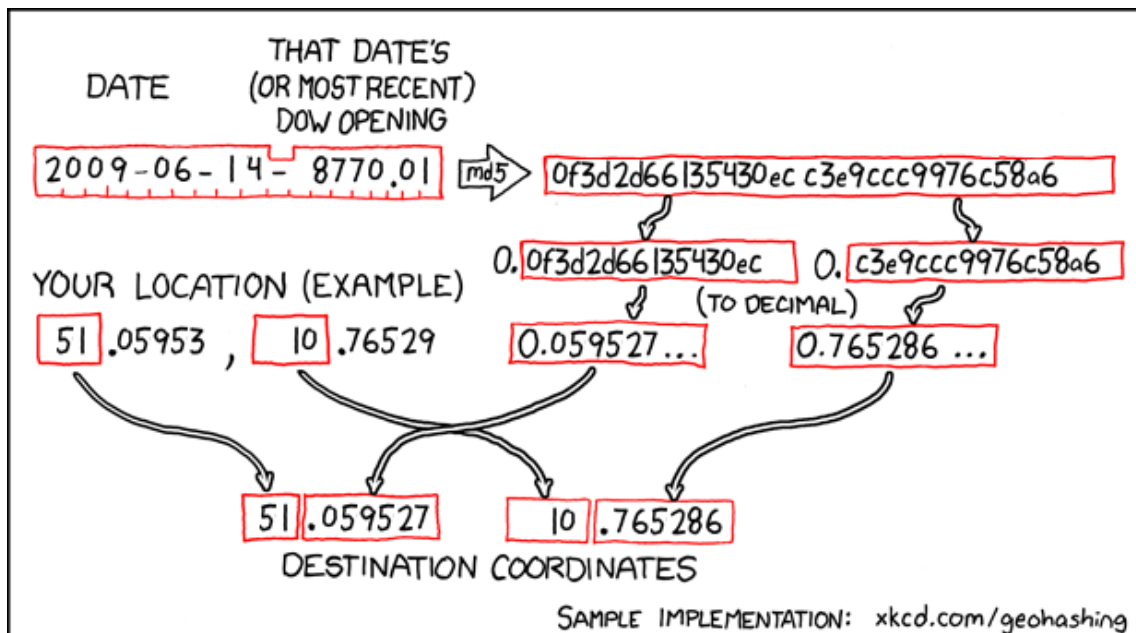 THAT DATE'S
DATE (OR MOST RECENT)
DOW OPENING
2009-06-14-8770.01 md5 0f3d2d66135430ec c3e9ccc9976c58a6
0.0f3d2d66135430ec 0.c3e9ccc9976c58a6
YOUR LOCATION (EXAMPLE) (TO DECIMAL)
51.05953, 10.76529 0.059527... 0.765286...
51.059527 10.765286
DESTINATION COORDINATES
SAMPLE IMPLEMENTATION: xkcd.com/geohashing